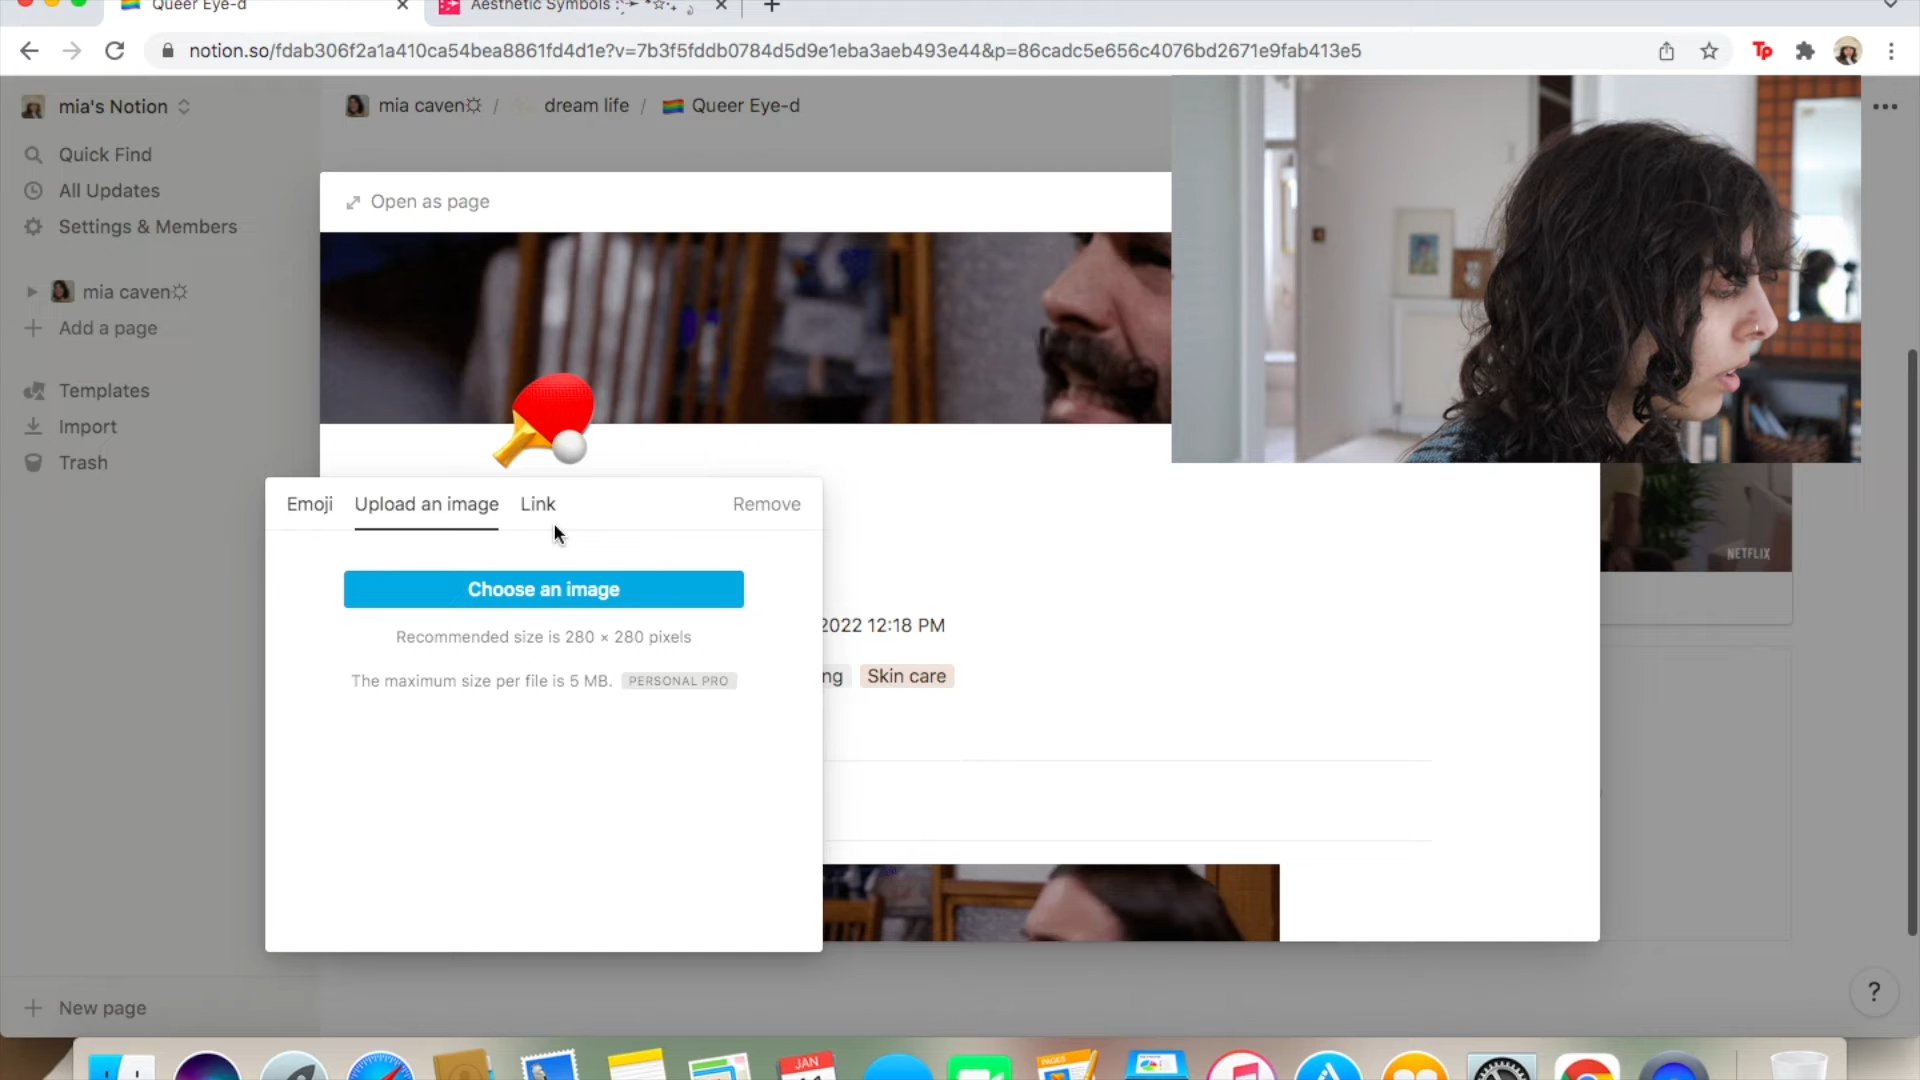 Queer Eye-d
Aesthetic Symbols
notion.so/fdab306f2a1a410ca54bea8861fd4d1e?v=7b3f5fddb0784d5d9e1eba3aeb493e44&p=86cadc5e656c4076bd2671e9fab413e5
Tp
mia's Notion
mia caven☼ / dream life / Queer Eye-d
Quick Find
All Updates
Settings & Members
mia caven☼
Add a page
Templates
Import
Trash
New page
Open as page
Emoji Upload an image Link Remove
Choose an image
Recommended size is 280 × 280 pixels
The maximum size per file is 5 MB. PERSONAL PRO
2022 12:18 PM
ng Skin care
NETFLIX
?
JAN
PAGES